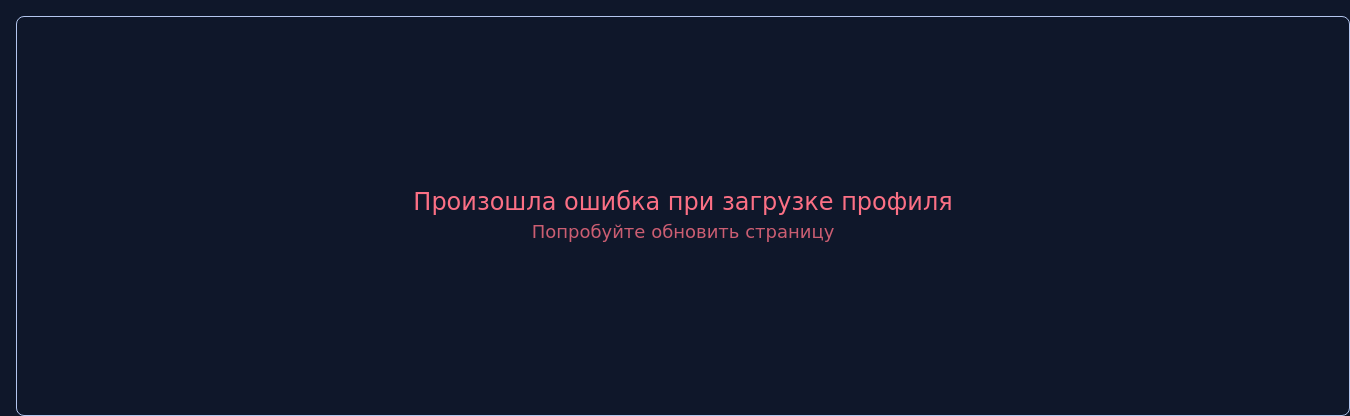 Произошла ошибка при загрузке профиля
Попробуйте обновить страницу